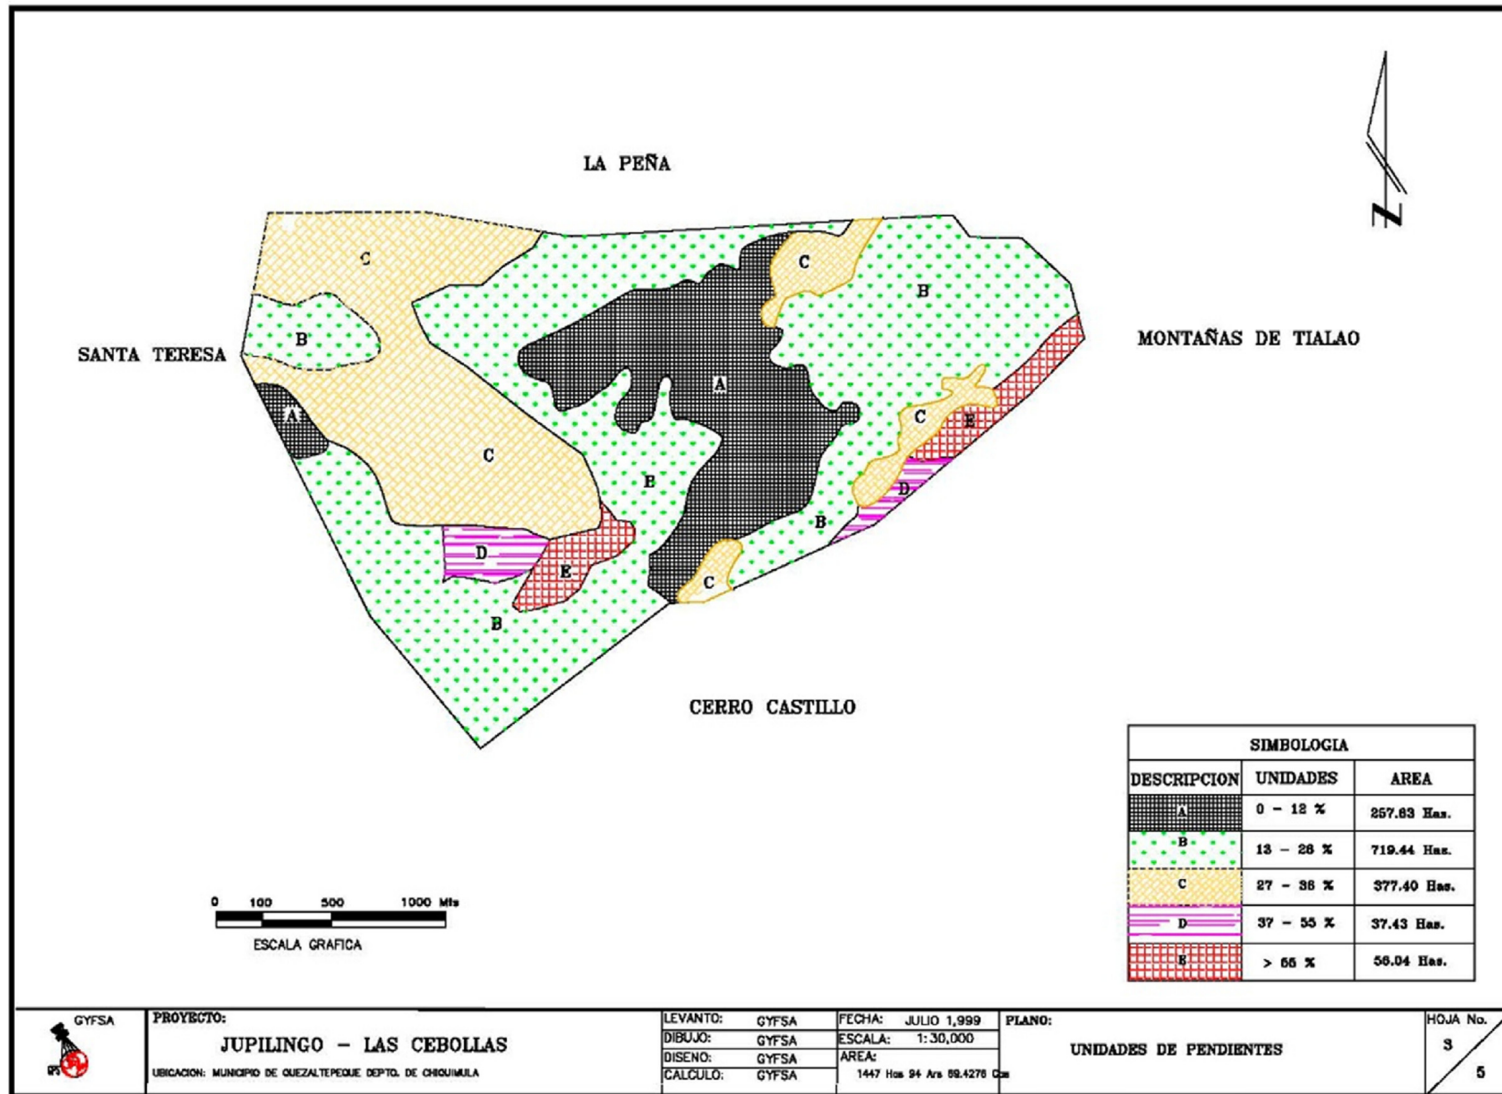 LA PEÑA
N
C
C
B
B
SANTA TERESA
MONTAÑAS DE TIALAO
A
A
C
E
C
B
D
B
D
E
C
B
CERRO CASTILLO
SIMBOLOGIA
DESCRIPCION UNIDADES AREA
A 0 - 12 % 257.63 Has.
B 13 - 26 % 719.44 Has.
C 27 - 36 % 377.40 Has.
D 37 - 55 % 37.43 Has.
E > 55 % 56.04 Has.
0 100 500 1000 Mts
ESCALA GRAFICA
GYFSA
GPS
PROYECTO:
JUPILINGO - LAS CEBOLLAS
UBICACION: MUNICIPIO DE QUEZALTEPEQUE DEPTO. DE CHIQUIMULA
LEVANTO: GYFSA
DIBUJO: GYFSA
DISENO: GYFSA
CALCULO: GYFSA
FECHA: JULIO 1,999
ESCALA: 1:30,000
AREA:
1447 Has 94 Ars 69.4276 Cas
PLANO:
UNIDADES DE PENDIENTES
HOJA No.
3
5